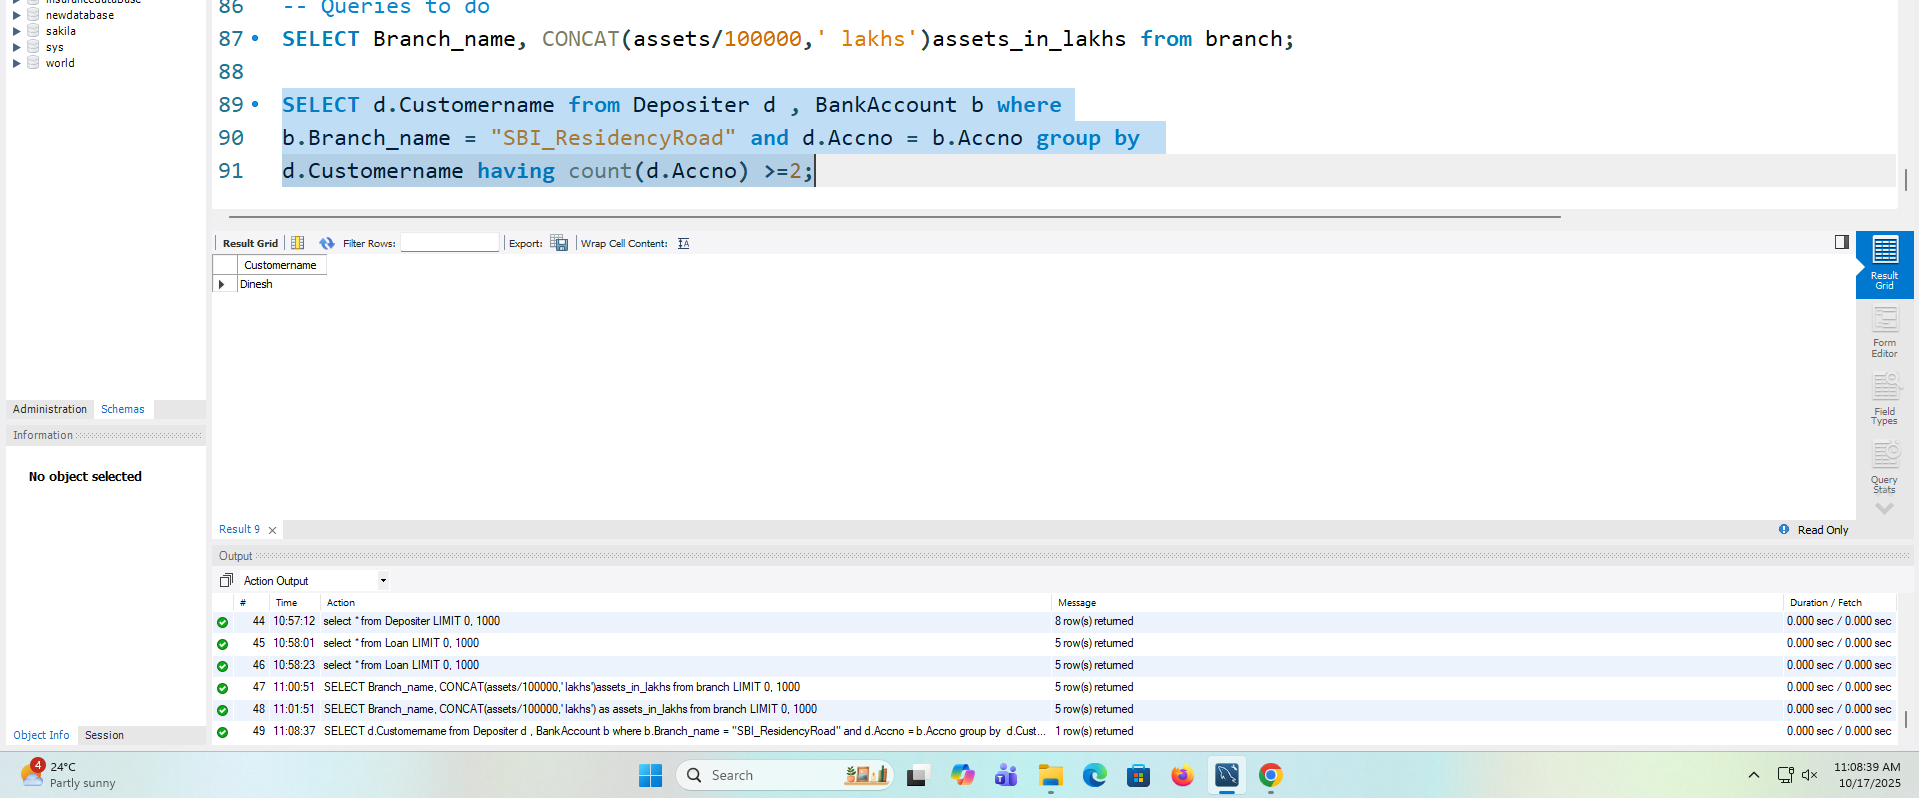 insurancedatabase
newdatabase
sakila
sys
world
86 -- Queries to do
87 SELECT Branch_name, CONCAT(assets/100000,' lakhs')assets_in_lakhs from branch;
88
89 SELECT d.Customername from Depositer d , BankAccount b where
90 b.Branch_name = "SBI_ResidencyRoad" and d.Accno = b.Accno group by
91 d.Customername having count(d.Accno) >=2;
Result Grid Filter Rows: Export: Wrap Cell Content: IA
Customername
Dinesh
Result Grid
Form Editor
Field Types
Query Stats
Administration Schemas
Information
No object selected
Object Info Session
Result 9
Read Only
Output
Action Output
# Time Action Message Duration / Fetch
44 10:57:12 select * from Depositer LIMIT 0, 1000 8 row(s) returned 0.000 sec / 0.000 sec
45 10:58:01 select * from Loan LIMIT 0, 1000 5 row(s) returned 0.000 sec / 0.000 sec
46 10:58:23 select * from Loan LIMIT 0, 1000 5 row(s) returned 0.000 sec / 0.000 sec
47 11:00:51 SELECT Branch_name, CONCAT(assets/100000,' lakhs')assets_in_lakhs from branch LIMIT 0, 1000 5 row(s) returned 0.000 sec / 0.000 sec
48 11:01:51 SELECT Branch_name, CONCAT(assets/100000,' lakhs') as assets_in_lakhs from branch LIMIT 0, 1000 5 row(s) returned 0.000 sec / 0.000 sec
49 11:08:37 SELECT d.Customername from Depositer d , BankAccount b where b.Branch_name = "SBI_ResidencyRoad" and d.Accno = b.Accno group by d.Cust... 1 row(s) returned 0.000 sec / 0.000 sec
4
24°C
Partly sunny
Search
11:08:39 AM
10/17/2025